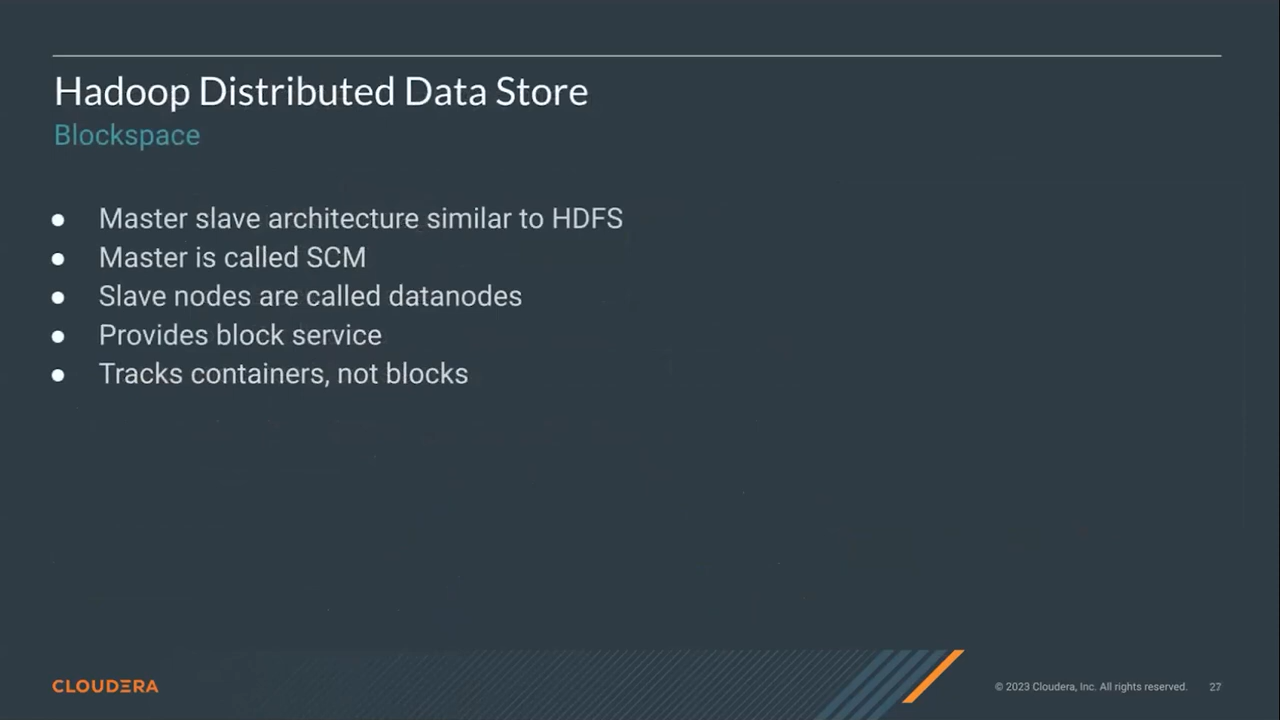 Hadoop Distributed Data Store
Blockspace
● Master slave architecture similar to HDFS
● Master is called SCM
● Slave nodes are called datanodes
● Provides block service
● Tracks containers, not blocks
CLOUDERA
© 2023 Cloudera, Inc. All rights reserved. 27